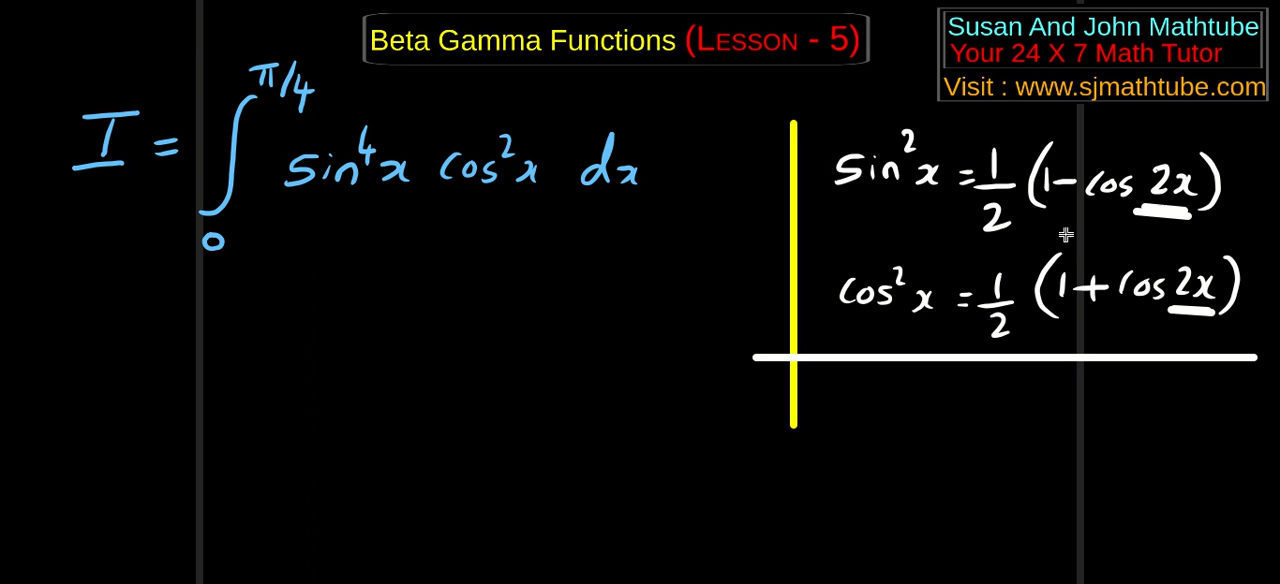 Beta Gamma Functions (Lesson - 5)
Susan And John Mathtube
Your 24 X 7 Math Tutor
Visit : www.sjmathtube.com
I = ∫₀^π/4 sin⁴x cos²x dx
sin²x = 1/2 (1 - cos 2x)
cos²x = 1/2 (1 + cos 2x)